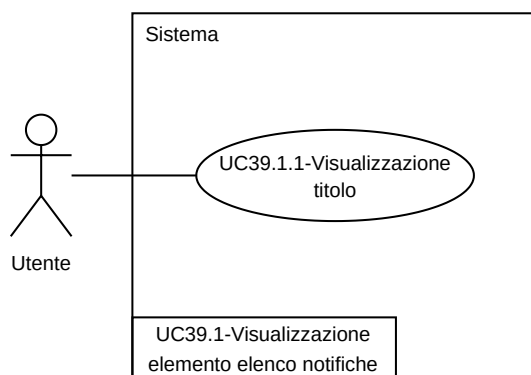 Sistema
UC39.1.1-Visualizzazione
titolo
Utente
UC39.1-Visualizzazione
elemento elenco notifiche